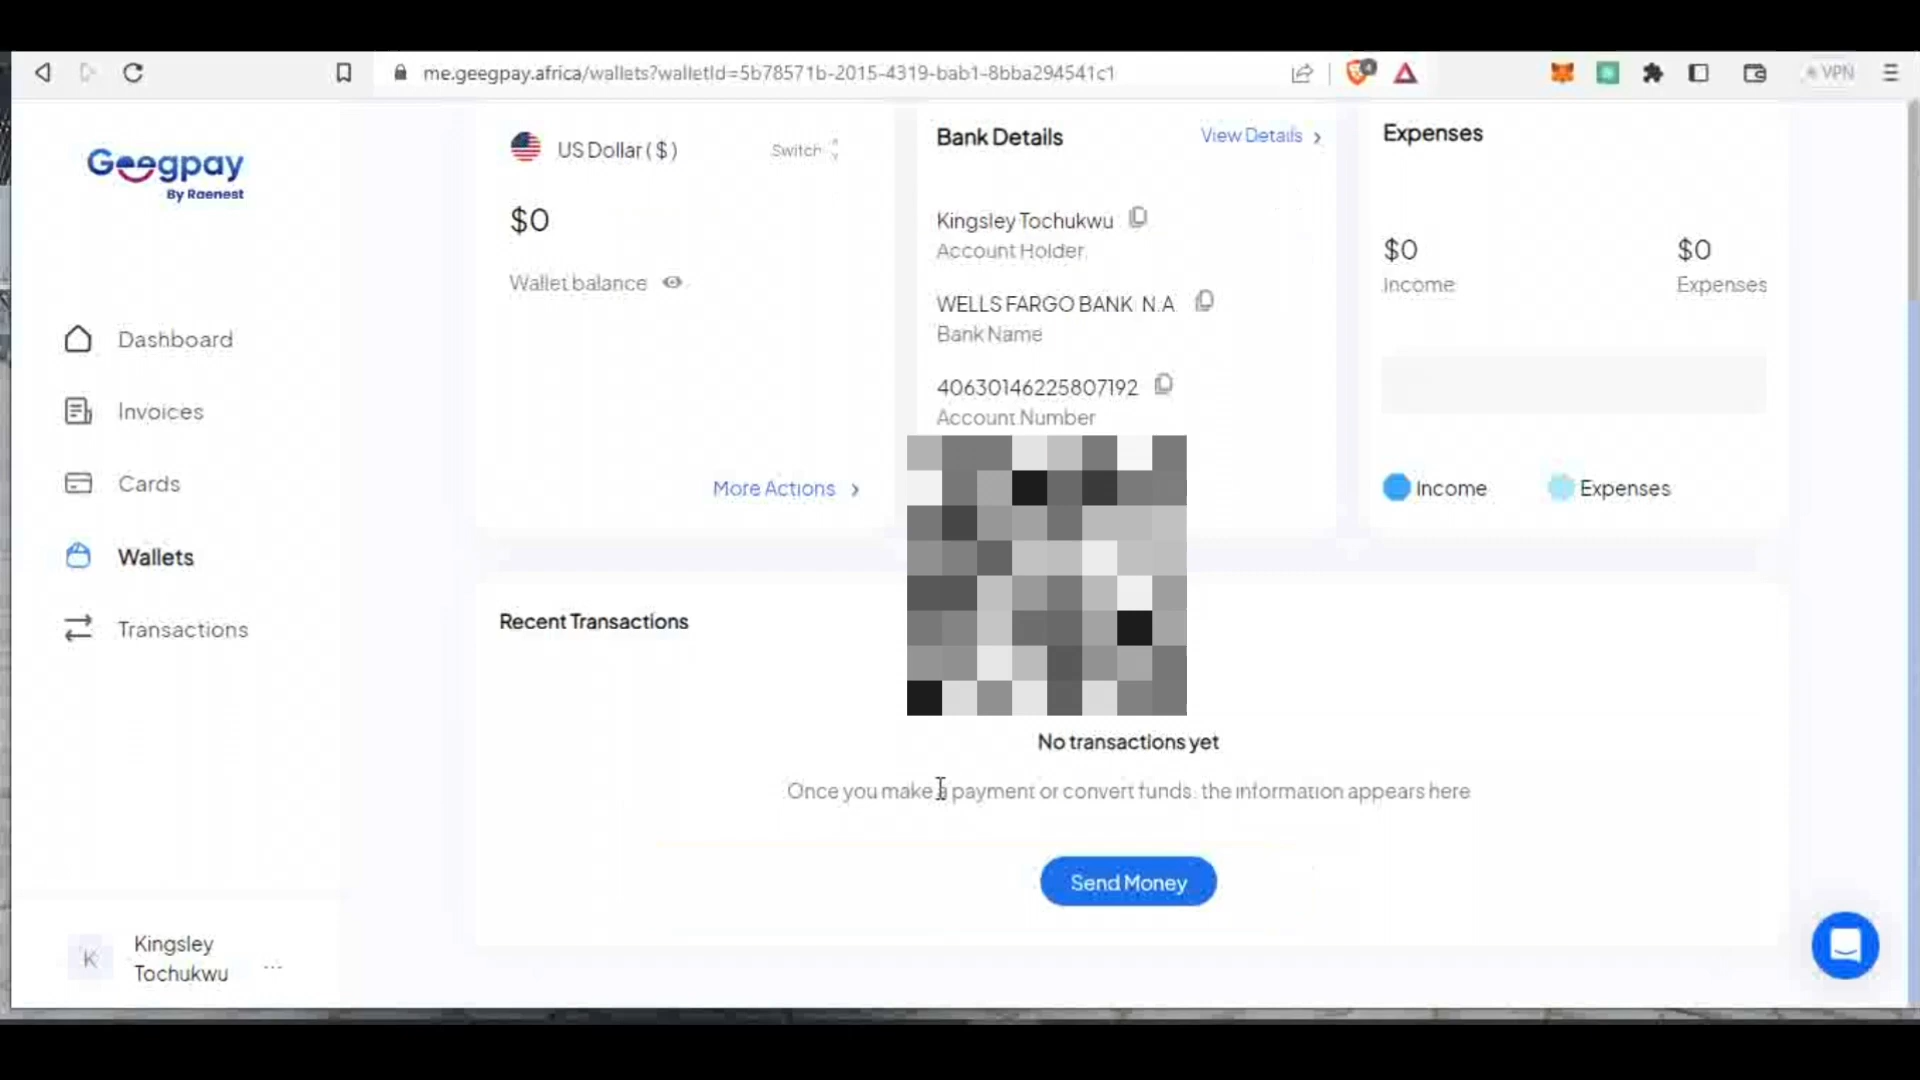 me.geegpay.africa/wallets?walletId=5b78571b-2015-4319-bab1-8bba294541c1
VPN
Geegpay
By Raenest
Dashboard
Invoices
Cards
Wallets
Transactions
Kingsley
Tochukwu
...
US Dollar ( $ )
Switch
$0
Wallet balance
More Actions
Bank Details
View Details
Kingsley Tochukwu
Account Holder
WELLS FARGO BANK N.A
Bank Name
40630146225807192
Account Number
Expenses
$0
Income
$0
Expenses
Income
Expenses
Recent Transactions
No transactions yet
Once you make a payment or convert funds, the information appears here
Send Money
K